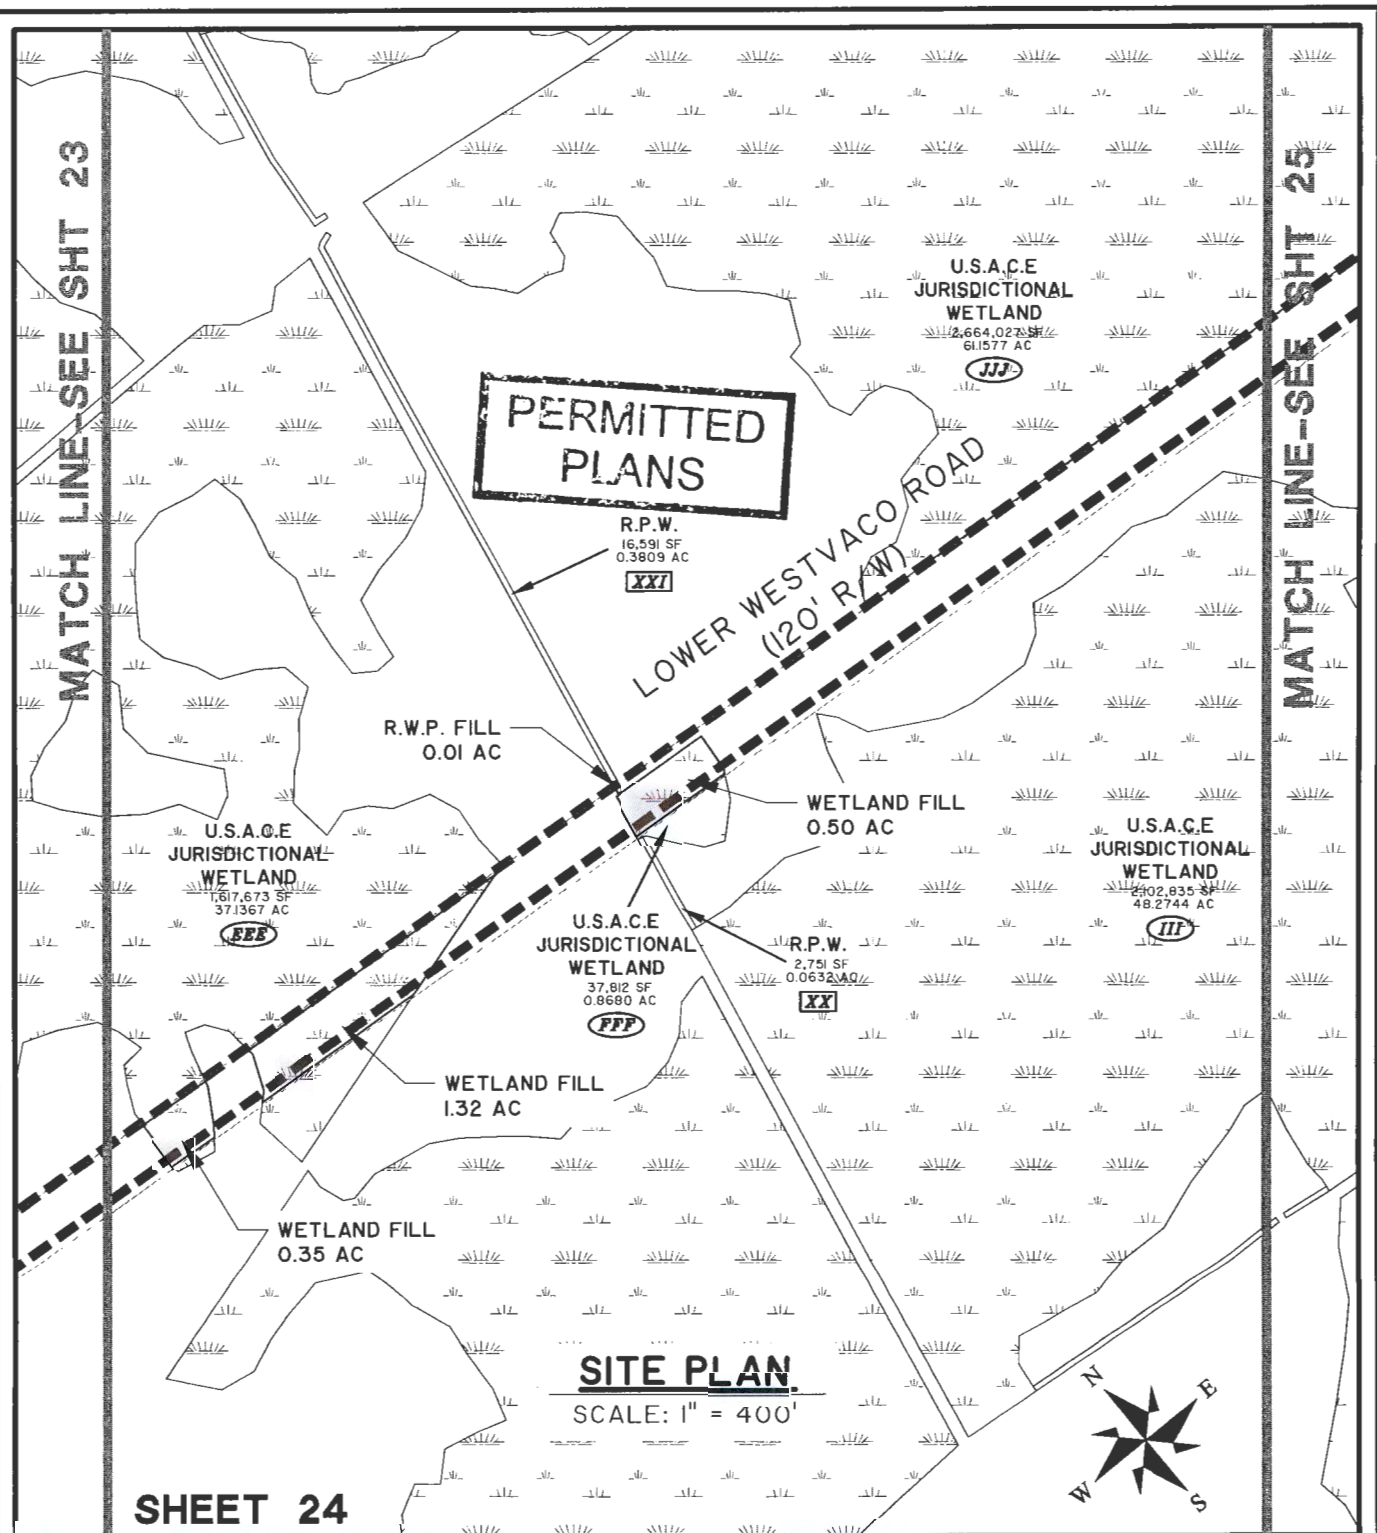 MATCH LINE-SEE SHT 23
MATCH LINE-SEE SHT 25
U.S.A.C.E
JURISDICTIONAL
WETLAND
2,664,027 SF
61.1577 AC
JJJ
PERMITTED
PLANS
R.P.W.
16,591 SF
0.3809 AC
XXI
LOWER WESTVACO ROAD
(120' R/W)
R.W.P. FILL
0.01 AC
WETLAND FILL
0.50 AC
U.S.A.C.E
JURISDICTIONAL
WETLAND
1,617,673 SF
37.1367 AC
EEE
U.S.A.C.E
JURISDICTIONAL
WETLAND
2,102,835 SF
48.2744 AC
III
U.S.A.C.E
JURISDICTIONAL
WETLAND
37,812 SF
0.8680 AC
FFF
R.P.W.
2,751 SF
0.0632 AC
XX
WETLAND FILL
1.32 AC
WETLAND FILL
0.35 AC
SITE PLAN
SCALE: 1" = 400'
N
E
W
S
SHEET 24